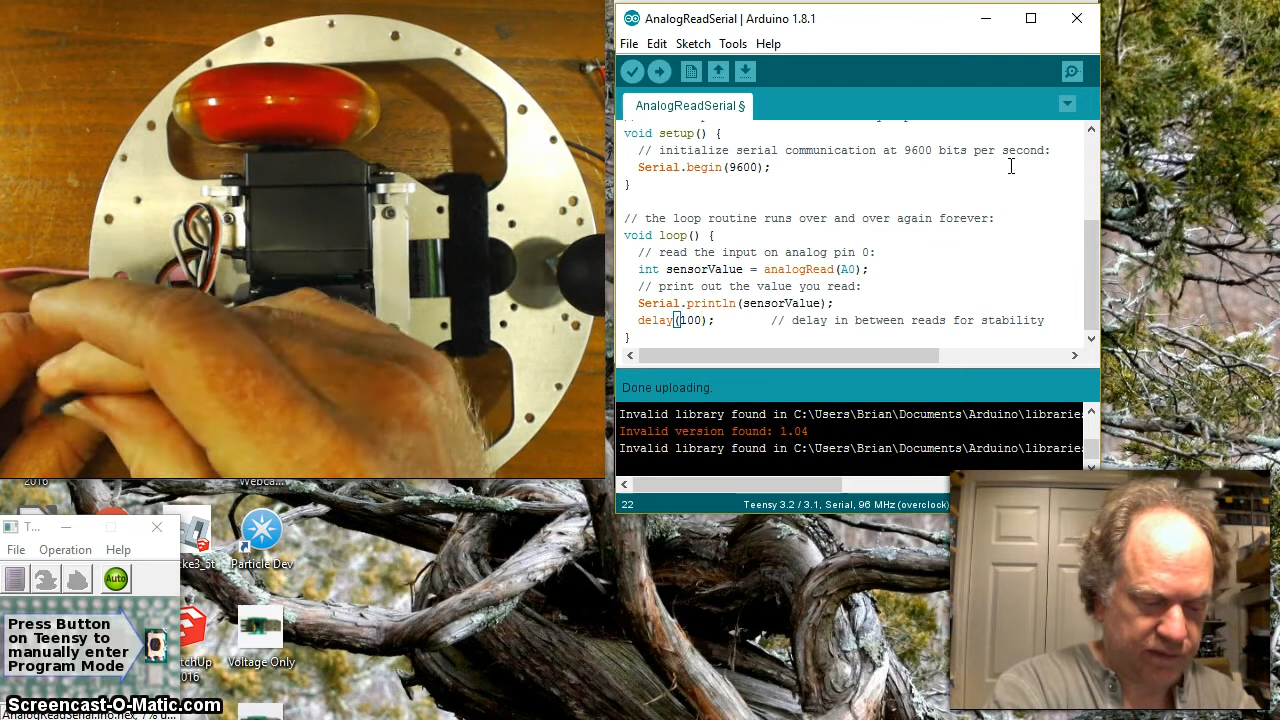 AnalogReadSerial | Arduino 1.8.1
File Edit Sketch Tools Help
AnalogReadSerial §
void setup() {
// initialize serial communication at 9600 bits per second:
Serial.begin(9600);
}
// the loop routine runs over and over again forever:
void loop() {
// read the input on analog pin 0:
int sensorValue = analogRead(A0);
// print out the value you read:
Serial.println(sensorValue);
delay(100); // delay in between reads for stability
}
Done uploading.
Invalid library found in C:\Users\Brian\Documents\Arduino\libraries
Invalid version found: 1.04
Invalid library found in C:\Users\Brian\Documents\Arduino\libraries
22
Teensy 3.2 / 3.1, Serial, 96 MHz (overclock)
2016
Webca...
T...
File Operation Help
Auto
Press Button
on Teensy to
manually enter
Program Mode
Particle Dev
2016
Voltage Only
Screencast-O-Matic.com